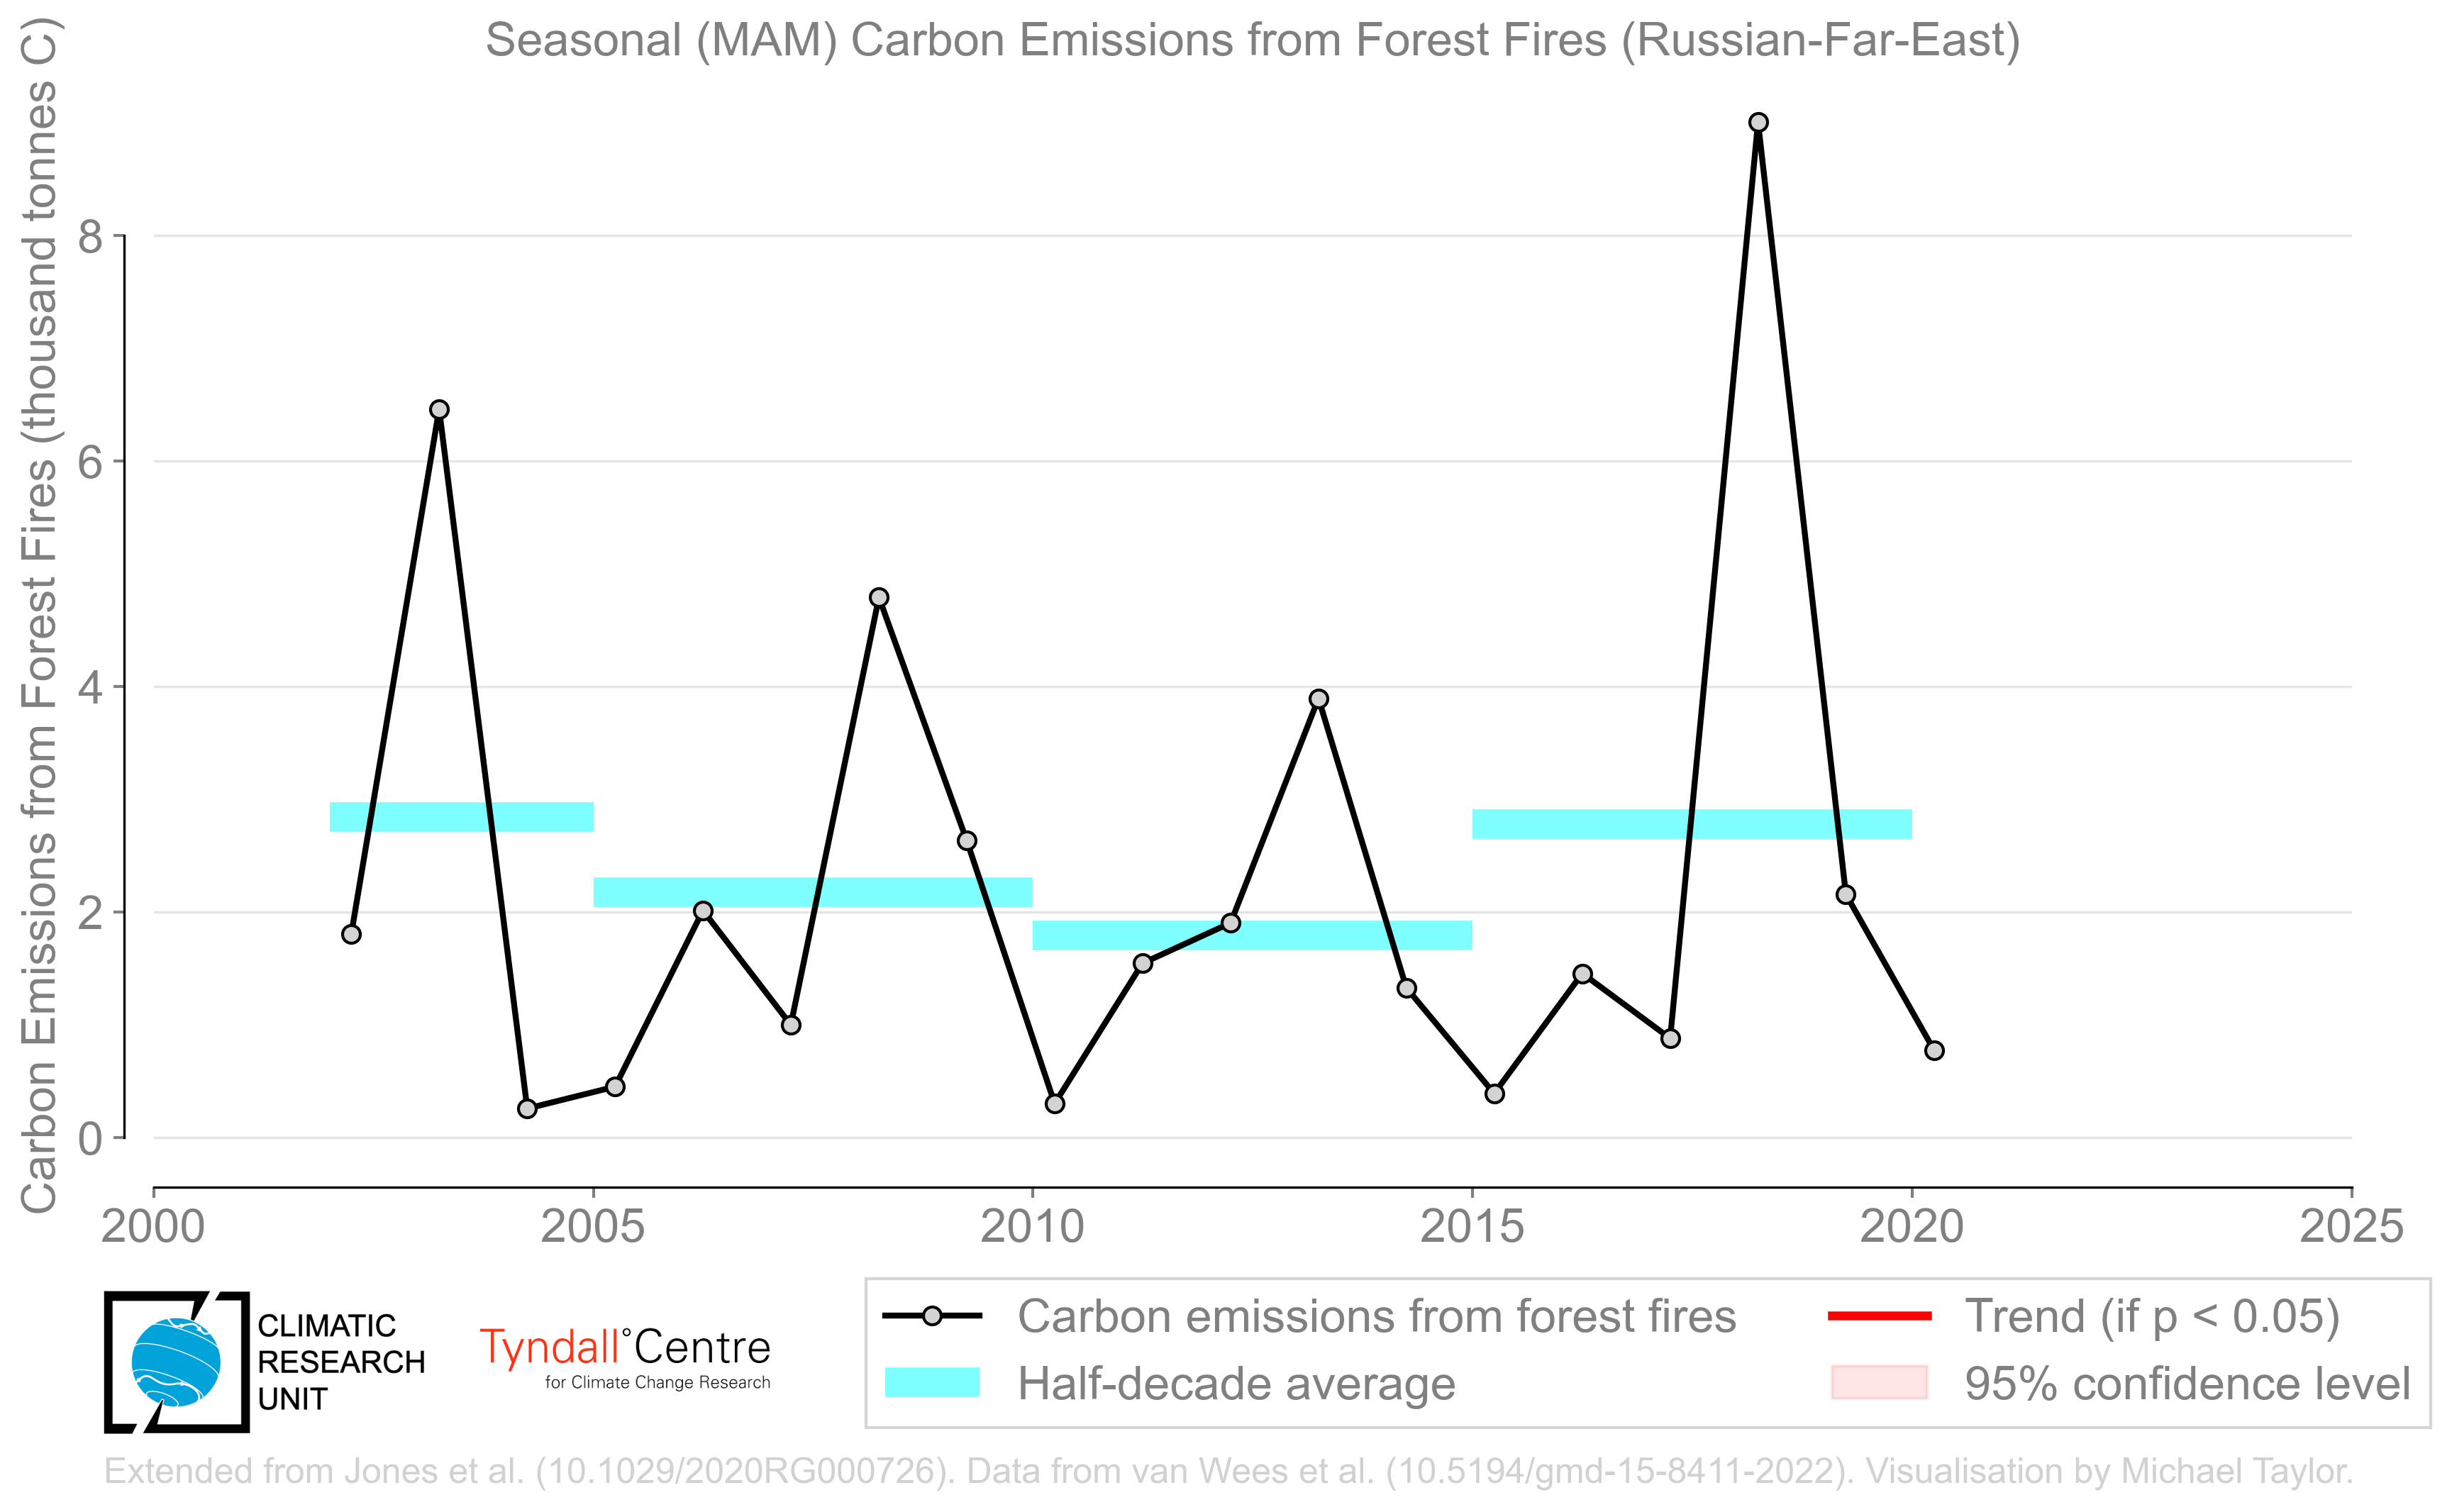 Seasonal (MAM) Carbon Emissions from Forest Fires (Russian-Far-East)
Carbon Emissions from Forest Fires (thousand tonnes C)
8
6
4
2
0
2000 2005 2010 2015 2020 2025
CLIMATIC
RESEARCH
UNIT
Tyndall°Centre
for Climate Change Research
Carbon emissions from forest fires
Half-decade average
Trend (if p < 0.05)
95% confidence level
Extended from Jones et al. (10.1029/2020RG000726). Data from van Wees et al. (10.5194/gmd-15-8411-2022). Visualisation by Michael Taylor.